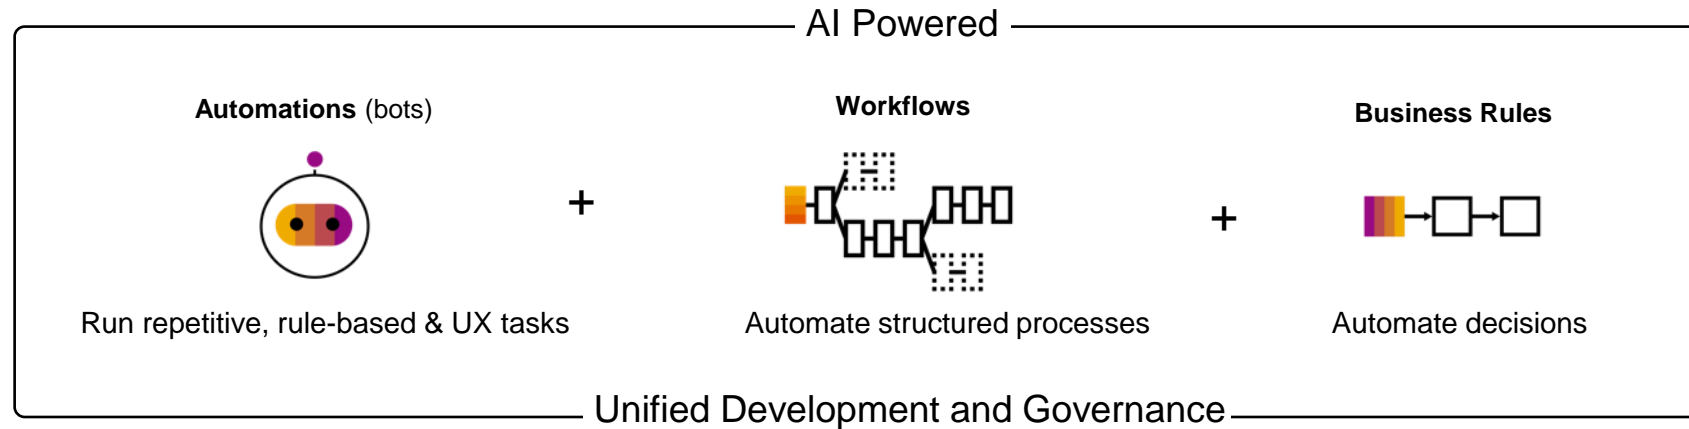 AI Powered
Automations (bots)
Workflows
Business Rules
+
+
Run repetitive, rule-based & UX tasks
Automate structured processes
Automate decisions
Unified Development and Governance